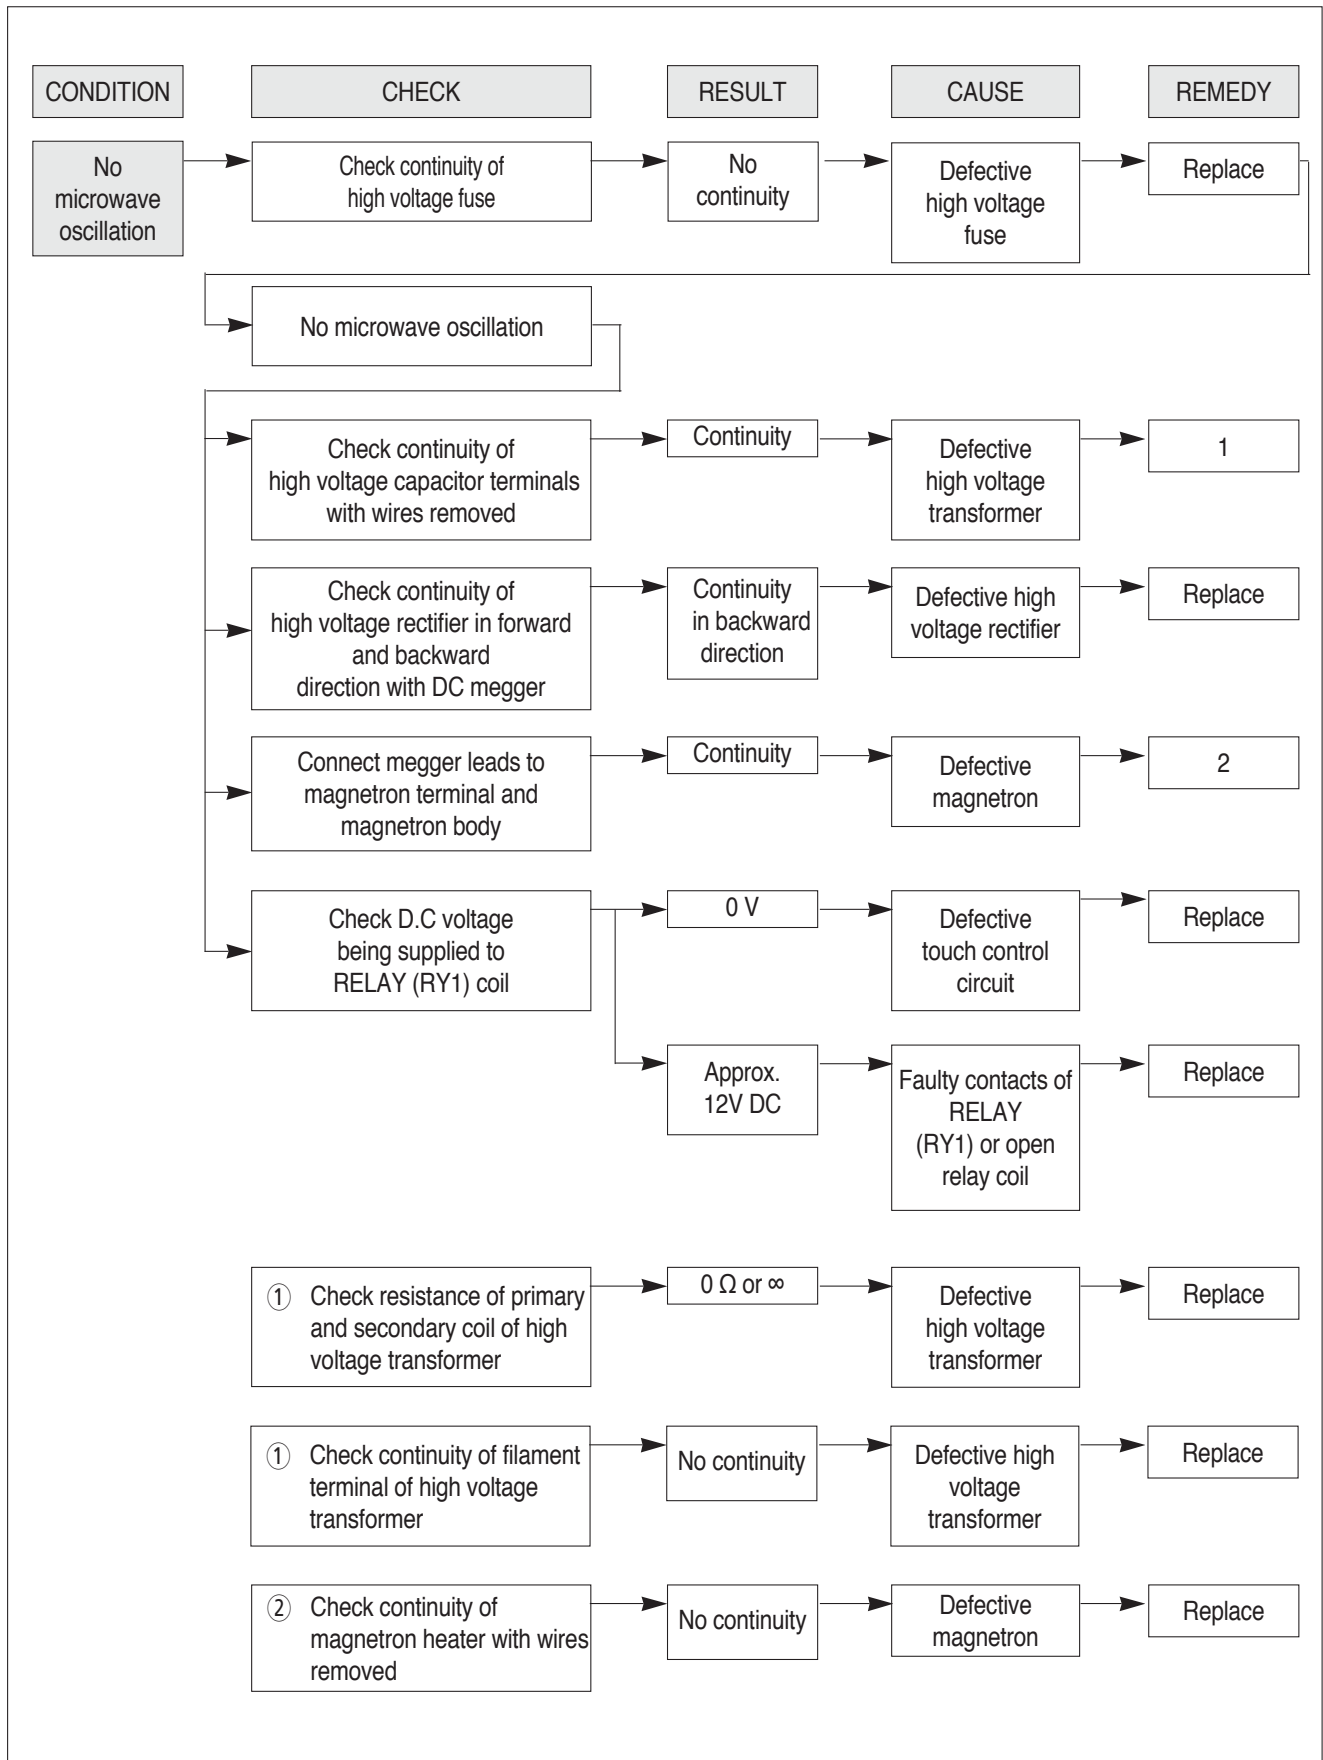 CONDITION
CHECK
RESULT
CAUSE
REMEDY
No
microwave
oscillation
Check continuity of
high voltage fuse
No
continuity
Defective
high voltage
fuse
Replace
No microwave oscillation
Check continuity of
high voltage capacitor terminals
with wires removed
Continuity
Defective
high voltage
transformer
1
Check continuity of
high voltage rectifier in forward
and backward
direction with DC megger
Continuity
in backward
direction
Defective high
voltage rectifier
Replace
Connect megger leads to
magnetron terminal and
magnetron body
Continuity
Defective
magnetron
2
Check D.C voltage
being supplied to
RELAY (RY1) coil
0 V
Defective
touch control
circuit
Replace
Approx.
12V DC
Faulty contacts of
RELAY
(RY1) or open
relay coil
Replace
① Check resistance of primary
and secondary coil of high
voltage transformer
0 Ω or ∞
Defective
high voltage
transformer
Replace
① Check continuity of filament
terminal of high voltage
transformer
No continuity
Defective high
voltage
transformer
Replace
② Check continuity of
magnetron heater with wires
removed
No continuity
Defective
magnetron
Replace